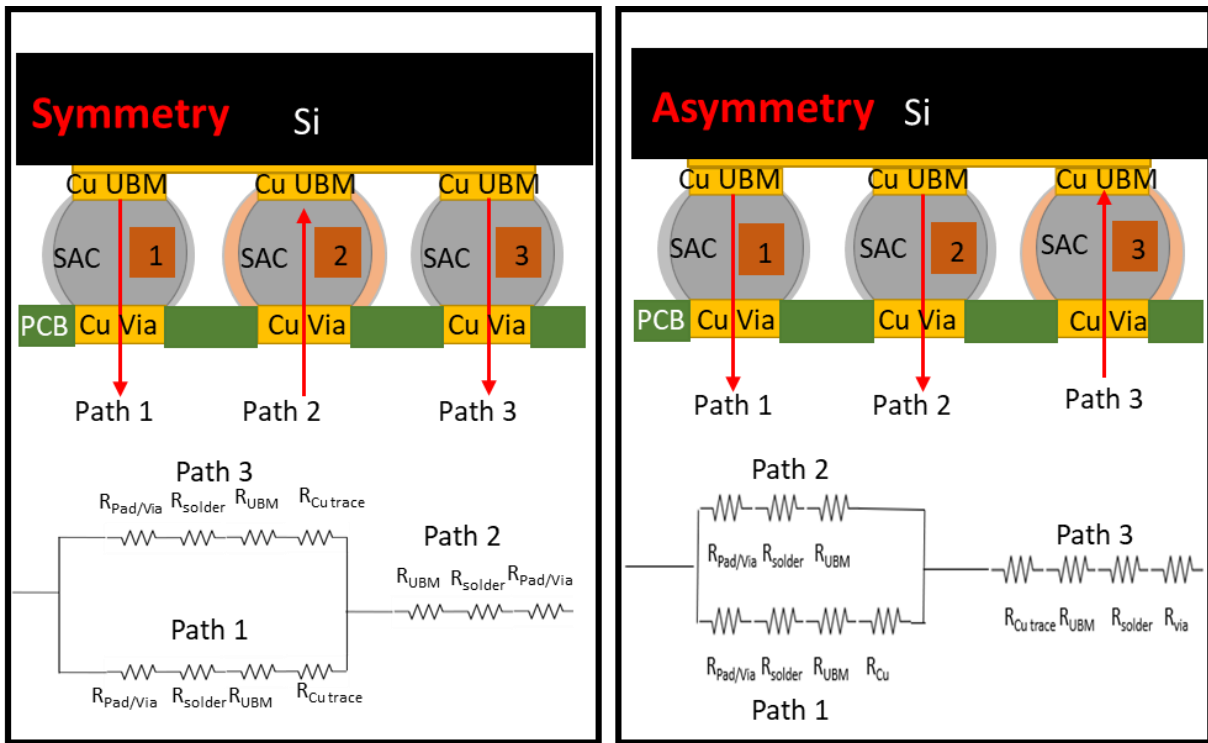 Symmetry Si
Cu UBM Cu UBM Cu UBM
SAC 1 SAC 2 SAC 3
PCB Cu Via Cu Via Cu Via
Path 1 Path 2 Path 3
Path 3
RPad/Via Rsolder RUBM RCu trace
Path 2
RUBM Rsolder RPad/Via
Path 1
RPad/Via Rsolder RUBM RCu trace
Asymmetry Si
Cu UBM Cu UBM Cu UBM
SAC 1 SAC 2 SAC 3
PCB Cu Via Cu Via Cu Via
Path 1 Path 2 Path 3
Path 2
RPad/Via Rsolder RUBM
Path 3
RCu trace RUBM Rsolder Rvia
RPad/Via Rsolder RUBM RCu
Path 1